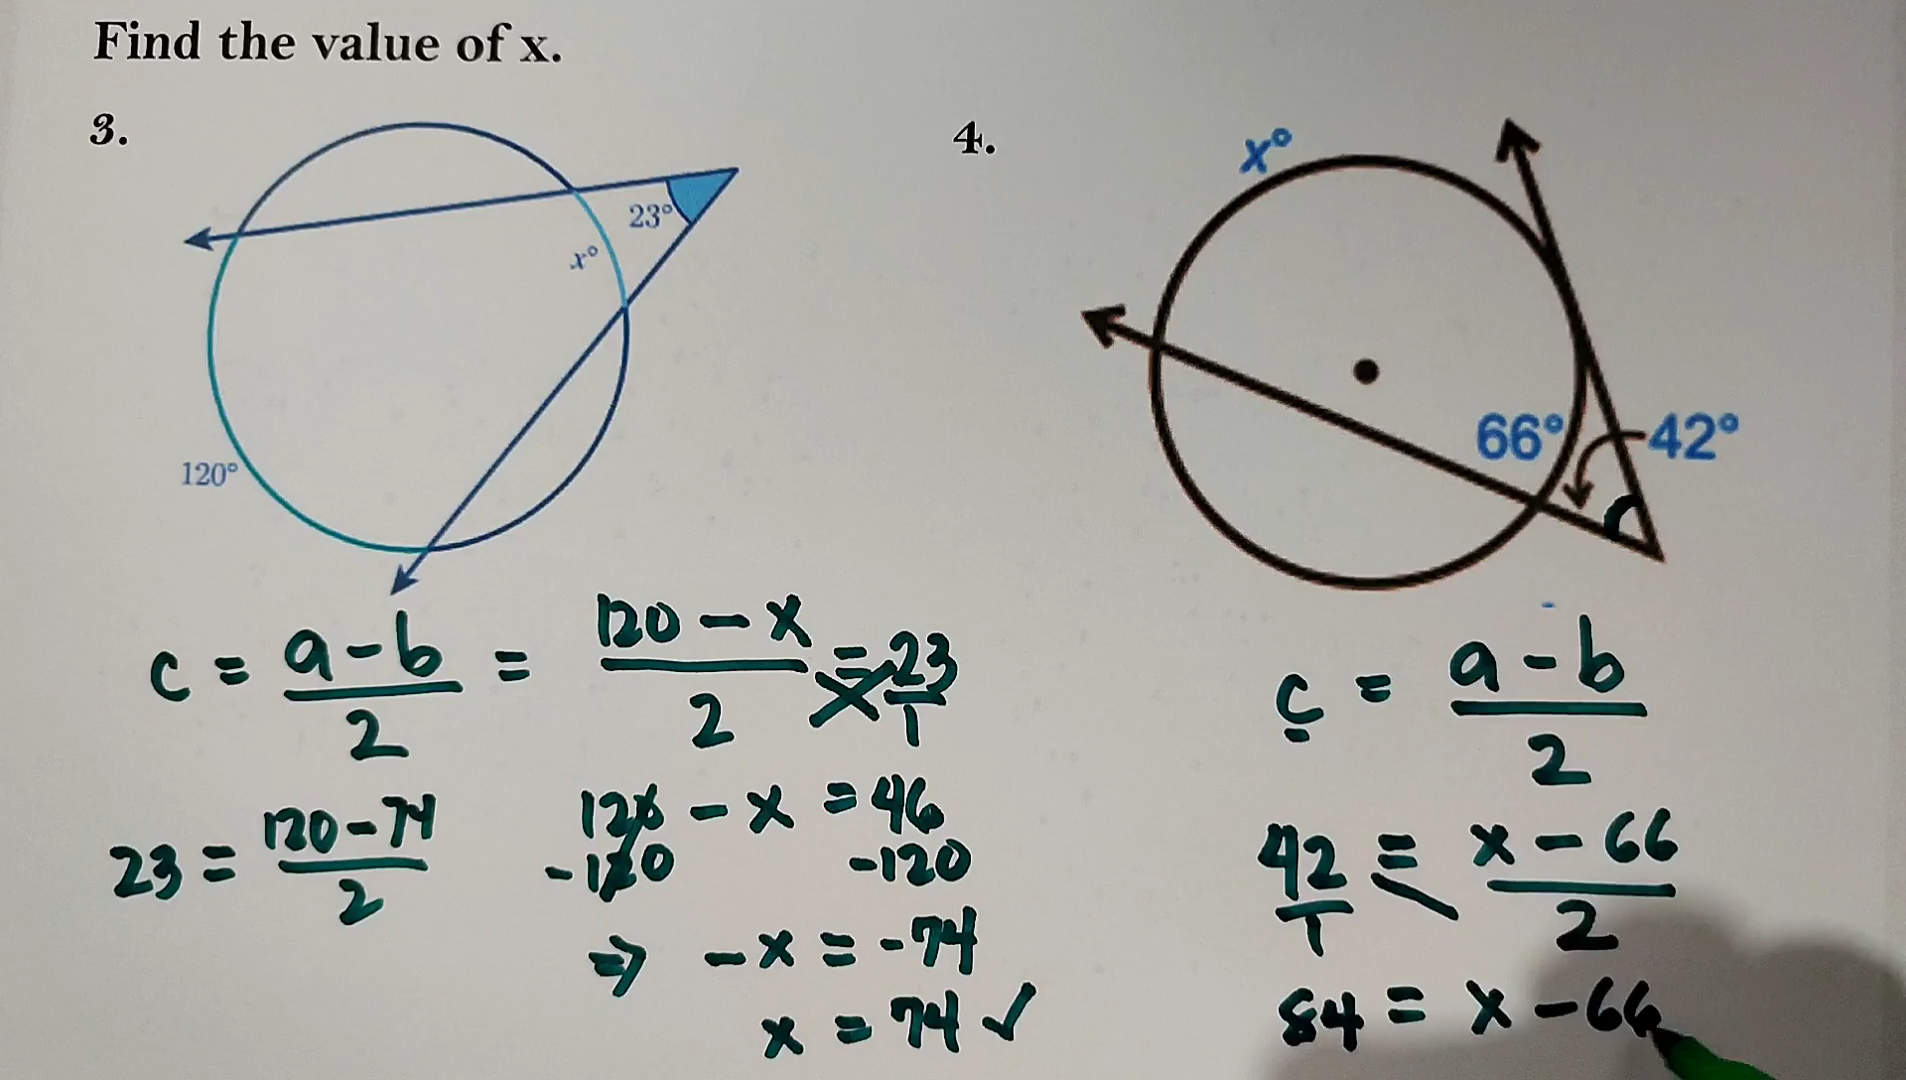 Find the value of x.
3.
23°
x°
120°
c = a-b/2 = 120-x/2 = 23/1
23 = 120-74/2
120 - x = 46
-120 -120
⇒ -x = -74
x = 74 ✓
4.
x°
66°
42°
c = a-b/2
42/1 = x-66/2
84 = x-66